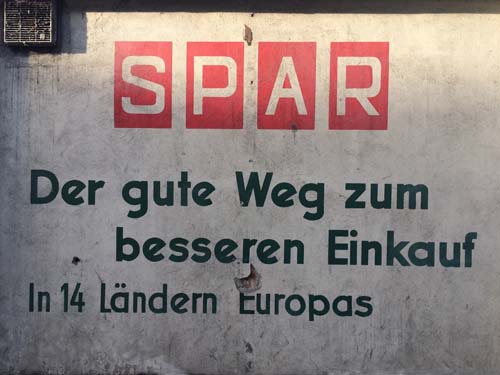 SPAR
Der gute Weg zum
besseren Einkauf
In 14 Ländern Europas